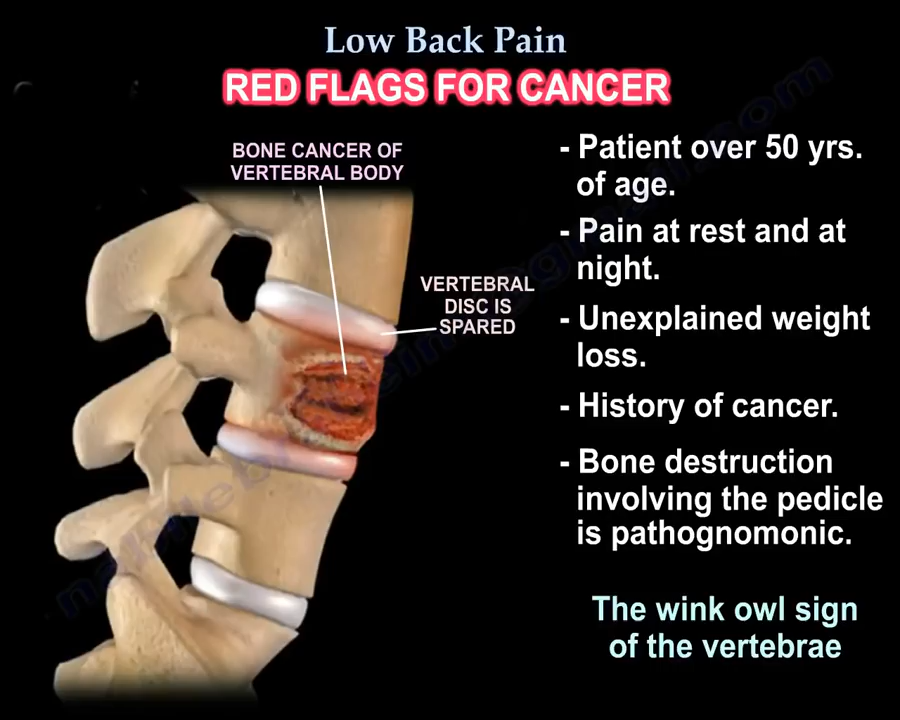 Low Back Pain
RED FLAGS FOR CANCER
BONE CANCER OF
VERTEBRAL BODY
VERTEBRAL
DISC IS
SPARED
- Patient over 50 yrs.
of age.
- Pain at rest and at
night.
- Unexplained weight
loss.
- History of cancer.
- Bone destruction
involving the pedicle
is pathognomonic.
The wink owl sign
of the vertebrae